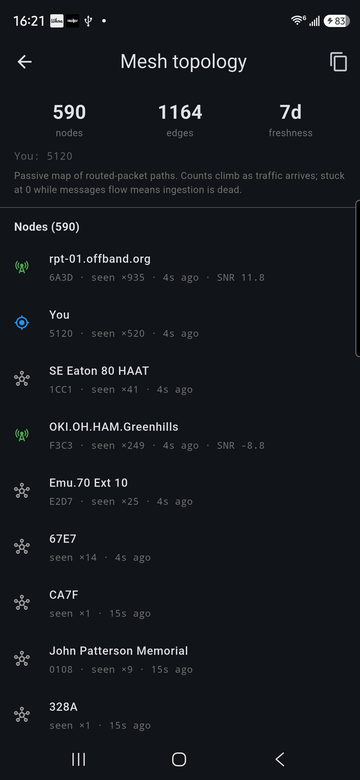 16:21
83
Mesh topology
590
1164
7d
nodes
edges
freshness
You: 5120
Passive map of routed-packet paths. Counts climb as traffic arrives; stuck
at 0 while messages flow means ingestion is dead.
Nodes (590)
rpt-01.offband.org
6A3D · seen ×935 · 4s ago · SNR 11.8
You
5120 · seen ×520 · 4s ago
SE Eaton 80 HAAT
1CC1 · seen ×41 · 4s ago
OKI.OH.HAM.Greenhills
F3C3 · seen ×249 · 4s ago · SNR -8.8
Emu.70 Ext 10
E2D7 · seen ×25 · 4s ago
67E7
seen ×14 · 4s ago
CA7F
seen ×1 · 15s ago
John Patterson Memorial
0108 · seen ×9 · 15s ago
328A
seen ×1 · 15s ago